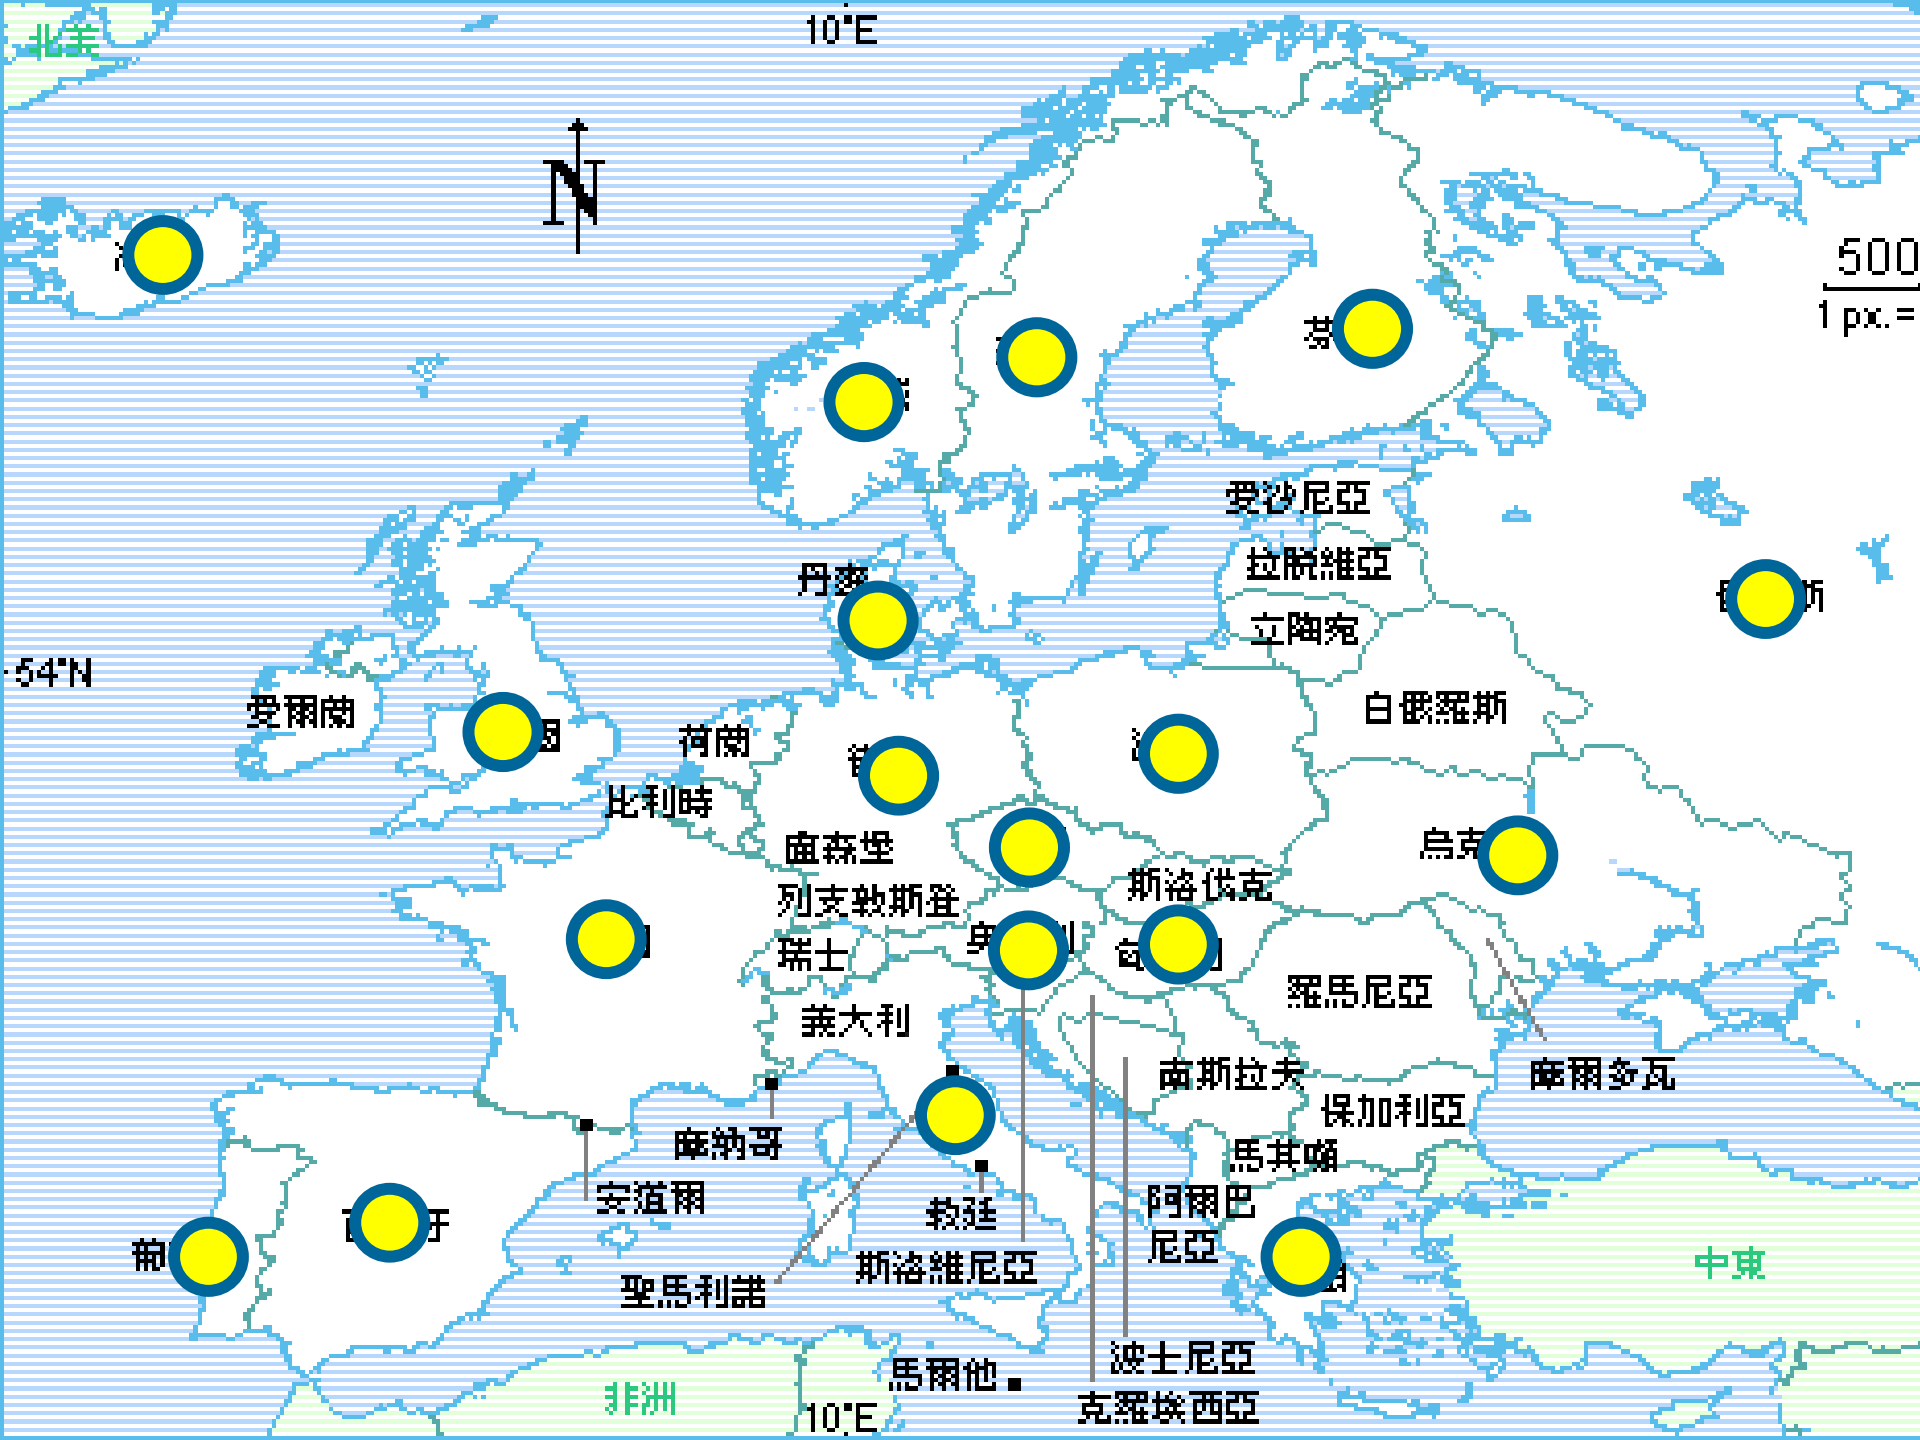 北美
10°E
N
500
1 px. =
愛沙尼亞
拉脫維亞
丹麥
立陶宛
54°N
愛爾蘭
國
白俄羅斯
荷蘭
比利時
盧森堡
烏克
斯洛伐克
列支敦斯登
瑞士
羅馬尼亞
義大利
南斯拉夫
摩爾多瓦
保加利亞
摩納哥
馬其頓
安道爾
教廷
阿爾巴
尼亞
斯洛維尼亞
中東
聖馬利諾
波士尼亞
馬爾他
非洲
克羅埃西亞
10°E